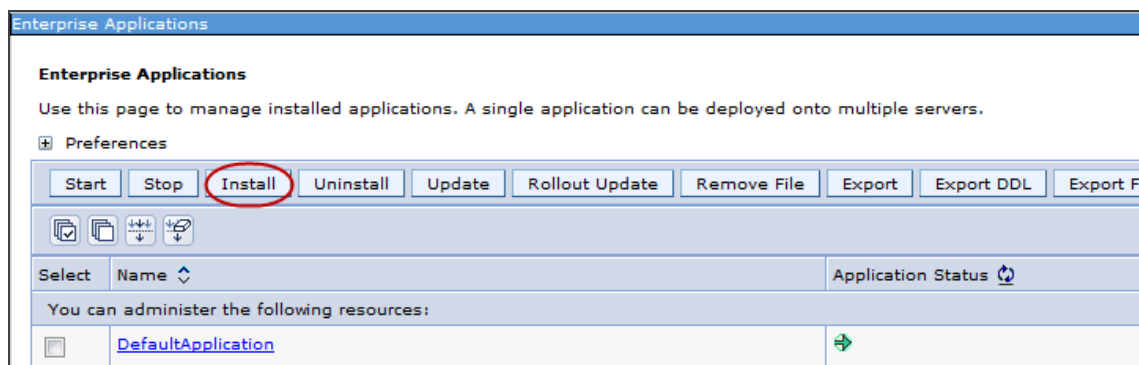 Enterprise Applications
Enterprise Applications
Use this page to manage installed applications. A single application can be deployed onto multiple servers.
Preferences
Start Stop Install Uninstall Update Rollout Update Remove File Export Export DDL Export F
Select Name Application Status
You can administer the following resources:
DefaultApplication